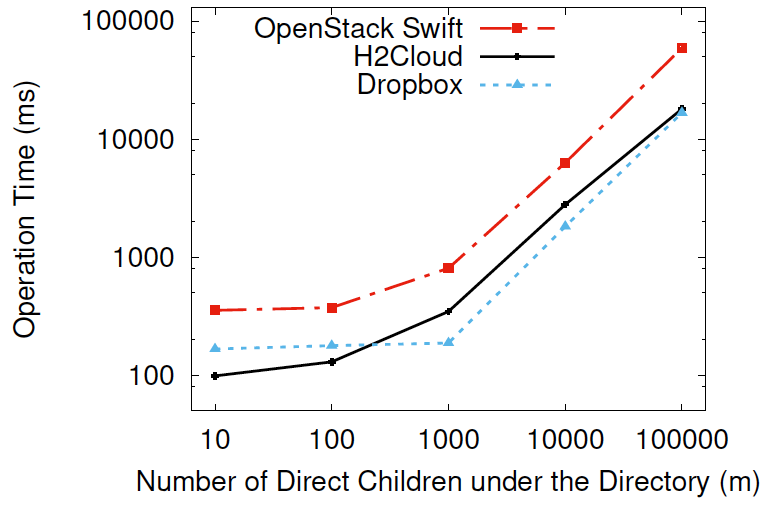 100000
10000
1000
100
Operation Time (ms)
OpenStack Swift
H2Cloud
Dropbox
10 100 1000 10000 100000
Number of Direct Children under the Directory (m)